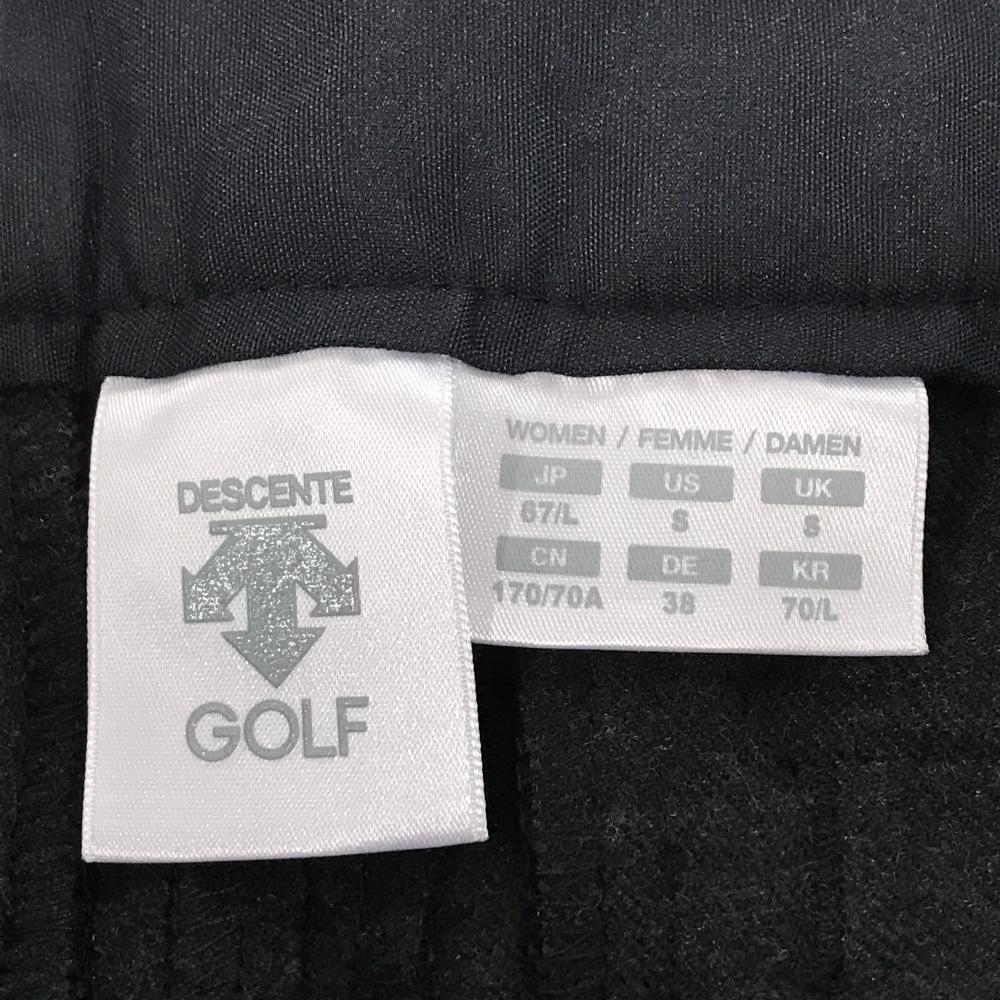 DESCENTE
GOLF
WOMEN / FEMME / DAMEN
JP US UK
67/L S S
CN DE KR
170/70A 38 70/L